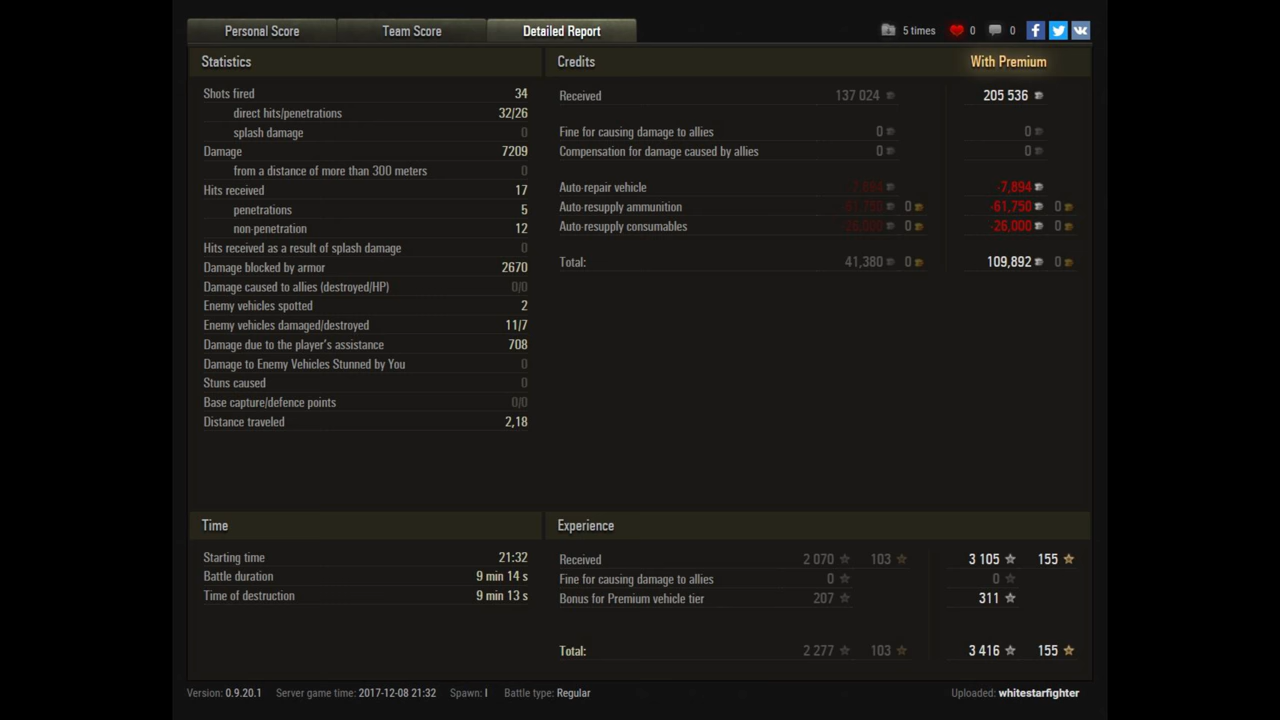 Personal Score Team Score Detailed Report 5 times 0 0
Statistics
Shots fired 34
direct hits/penetrations 32/26
splash damage 0
Damage 7209
from a distance of more than 300 meters 0
Hits received 17
penetrations 5
non-penetration 12
Hits received as a result of splash damage 0
Damage blocked by armor 2670
Damage caused to allies (destroyed/HP) 0/0
Enemy vehicles spotted 2
Enemy vehicles damaged/destroyed 11/7
Damage due to the player's assistance 708
Damage to Enemy Vehicles Stunned by You 0
Stuns caused 0
Base capture/defence points 0/0
Distance traveled 2,18
Credits With Premium
Received 137 024 205 536
Fine for causing damage to allies 0 0
Compensation for damage caused by allies 0 0
Auto-repair vehicle -7,894 -7,894
Auto-resupply ammunition -61,750 0 -61,750 0
Auto-resupply consumables -26,000 0 -26,000 0
Total: 41,380 0 109,892 0
Time
Starting time 21:32
Battle duration 9 min 14 s
Time of destruction 9 min 13 s
Experience
Received 2 070 103 3 105 155
Fine for causing damage to allies 0 0
Bonus for Premium vehicle tier 207 311
Total: 2 277 103 3 416 155
Version: 0.9.20.1 Server game time: 2017-12-08 21:32 Spawn: I Battle type: Regular Uploaded: whitestarfighter